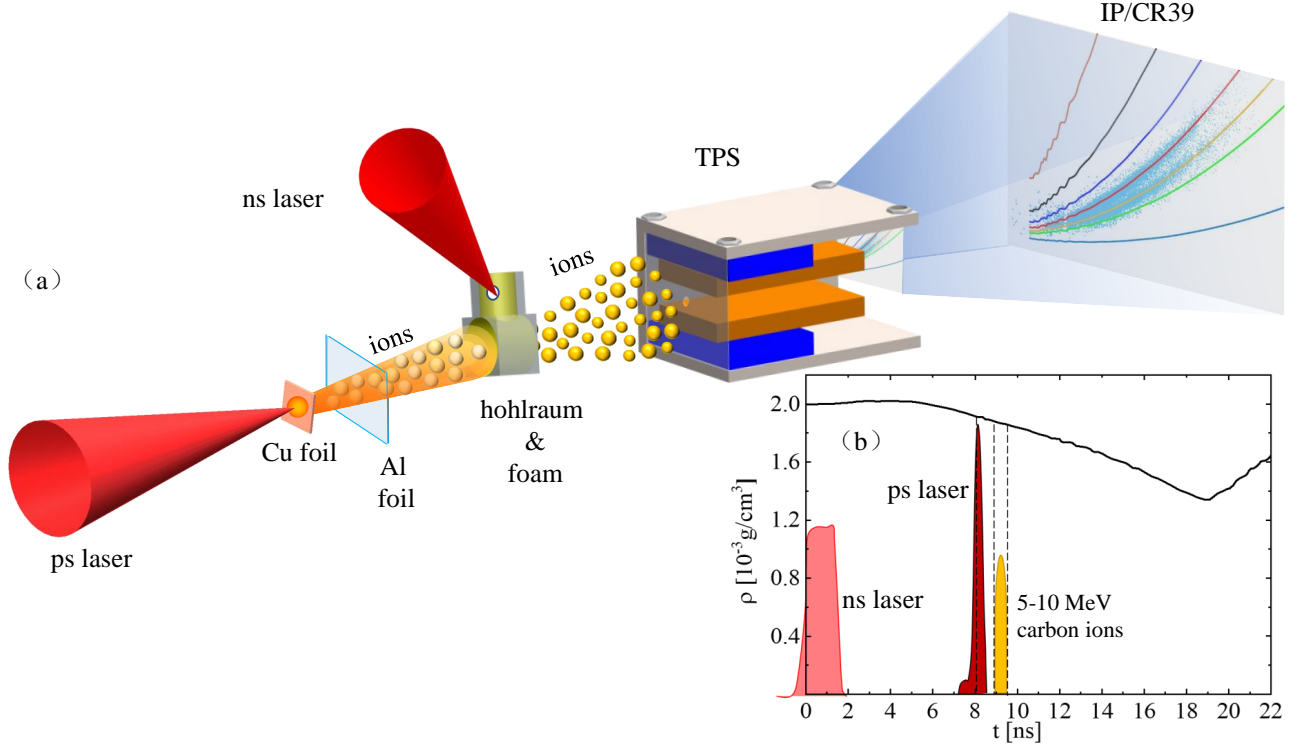 IP/CR39
TPS
ns laser
ions
（a）
ions
hohlraum
&
foam
Cu foil
Al
foil
ps laser
（b）
2.0
1.6
1.2
0.8
0.4
ρ [10⁻³g/cm³]
ps laser
ns laser
5-10 MeV
carbon ions
0 2 4 6 8 10 12 14 16 18 20 22
t [ns]